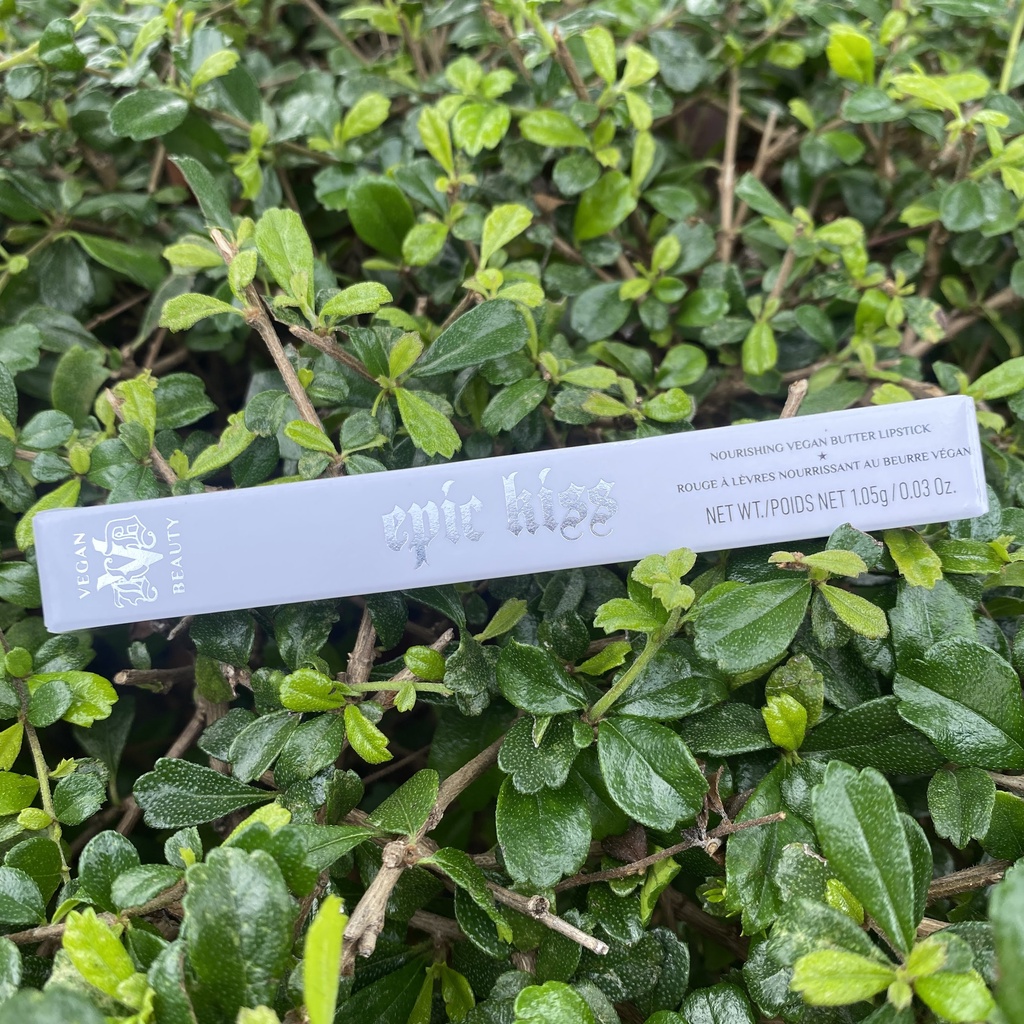 VEGAN
KVD
BEAUTY
epic kiss
NOURISHING VEGAN BUTTER LIPSTICK
ROUGE À LÈVRES NOURRISSANT AU BEURRE VÉGAN
NET WT./POIDS NET 1.05g/0.03 Oz.